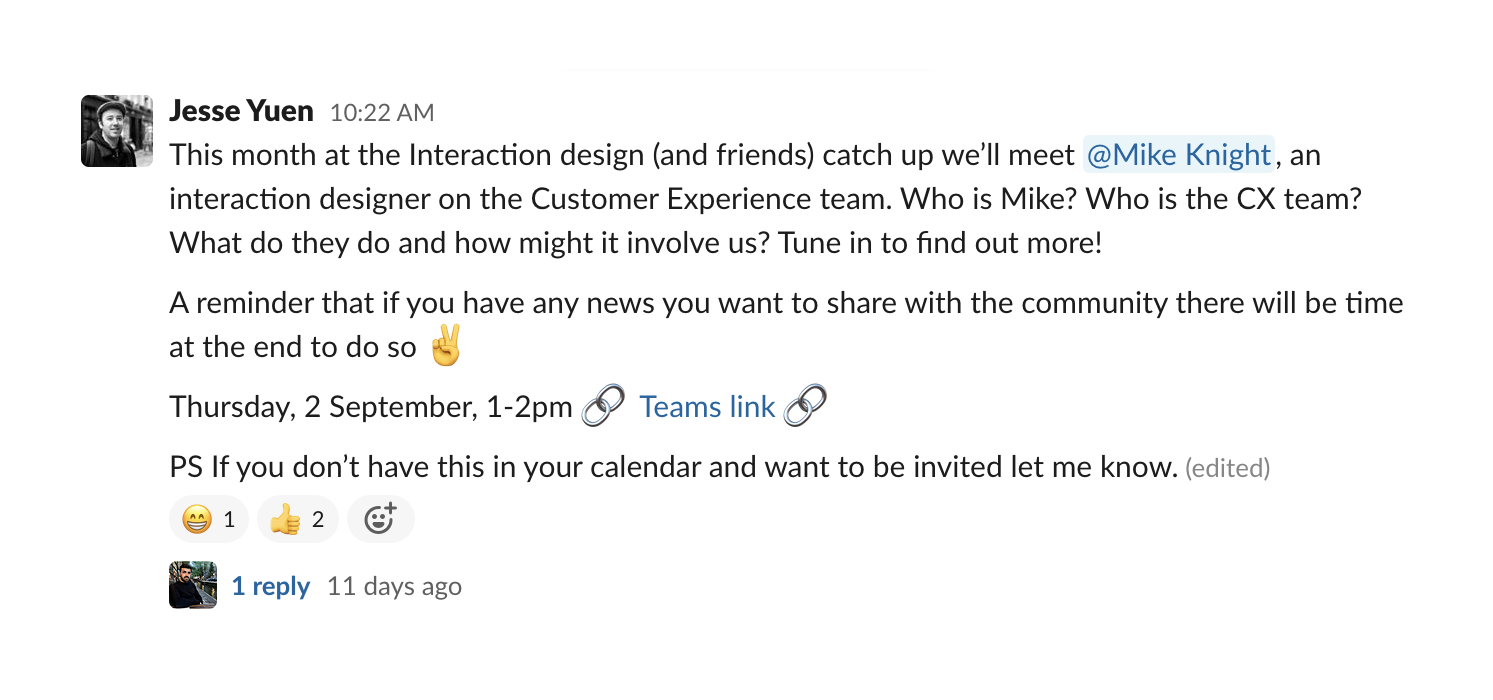 Jesse Yuen 10:22 AM
This month at the Interaction design (and friends) catch up we’ll meet @Mike Knight, an
interaction designer on the Customer Experience team. Who is Mike? Who is the CX team?
What do they do and how might it involve us? Tune in to find out more!
A reminder that if you have any news you want to share with the community there will be time
at the end to do so ✌️
Thursday, 2 September, 1-2pm 🔗 Teams link 🔗
PS If you don’t have this in your calendar and want to be invited let me know. (edited)
😁 1 👍 2
1 reply 11 days ago